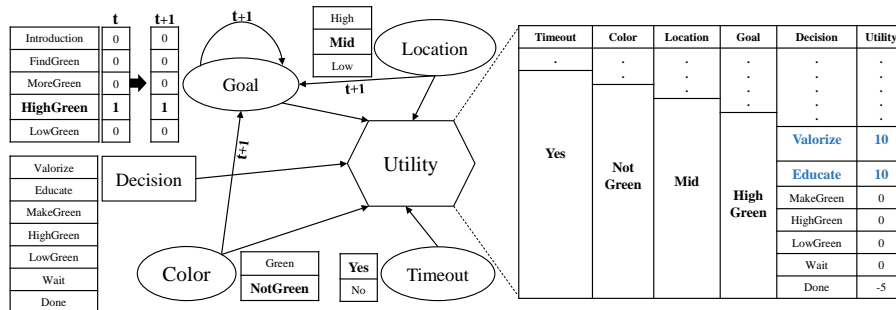 t
t+1
Introduction 0 0
FindGreen 0 0
MoreGreen 0 0
HighGreen 1 1
LowGreen 0 0
t+1
Goal
High
Mid
Low
Location
t+1
t+1
Valorize
Educate
MakeGreen
HighGreen
LowGreen
Wait
Done
Decision
Utility
Color
Green
NotGreen
Yes
No
Timeout
Timeout Color Location Goal Decision Utility
. . . . . .
. . . . .
. . . .
. . .
Yes
Not
Green
Mid
High
Green
Valorize 10
Educate 10
MakeGreen 0
HighGreen 0
LowGreen 0
Wait 0
Done -5